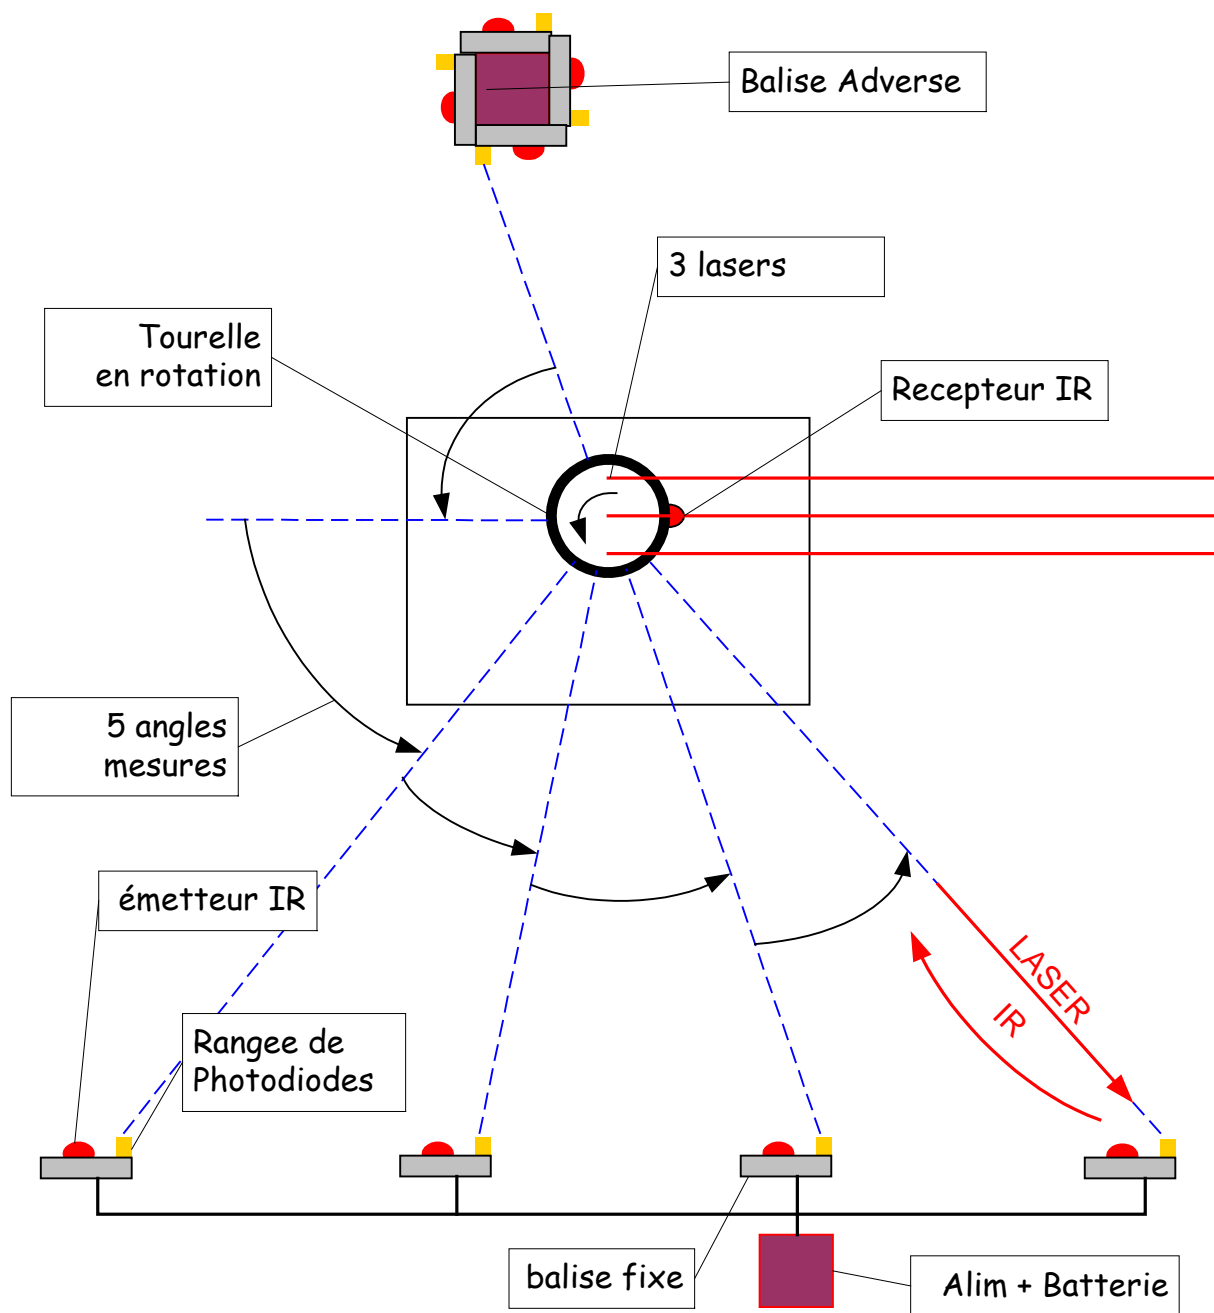 Balise Adverse
3 lasers
Tourelle
en rotation
Recepteur IR
5 angles
mesures
émetteur IR
LASER
IR
Rangee de
Photodiodes
balise fixe
Alim + Batterie